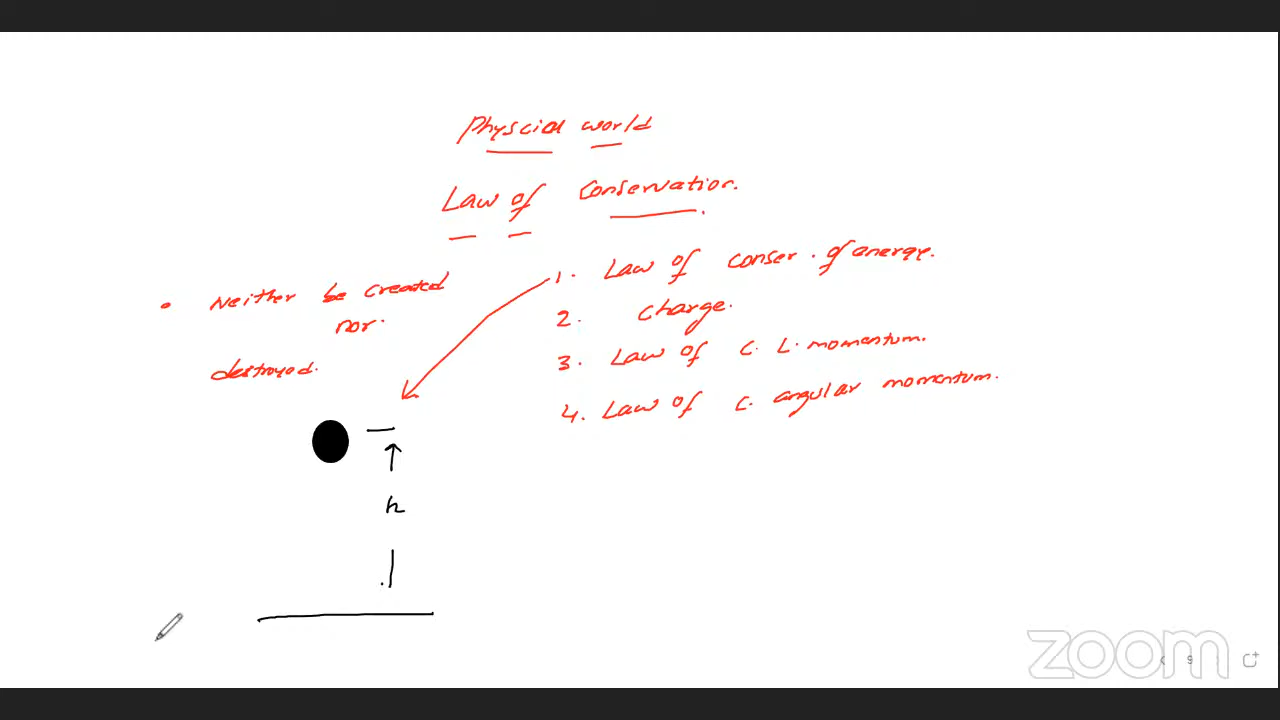 Physcial world
Law of Conservation.
1. Law of conser. of energy.
• Neither be created
nor.
destroyed.
2. charge.
3. Law of C. L. momentum.
4. Law of C. angular momentum.
h
zoom
9